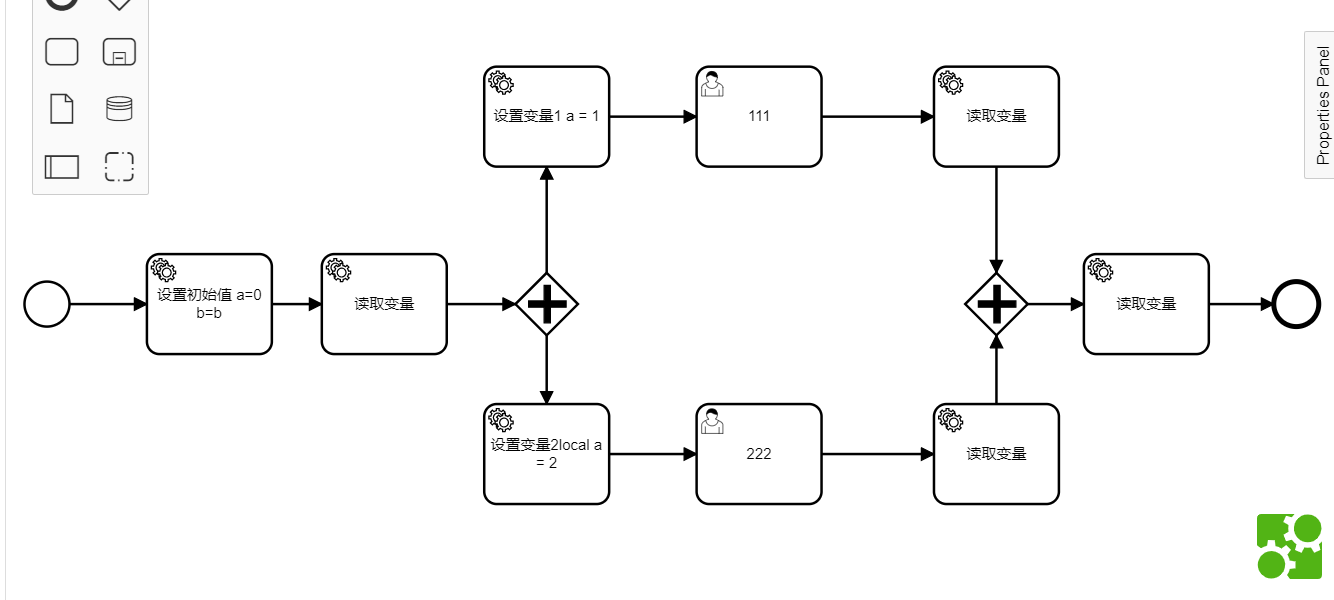 设置变量1 a = 1
111
读取变量
Properties Panel
设置初始值 a=0
b=b
读取变量
读取变量
设置变量2local a
= 2
222
读取变量